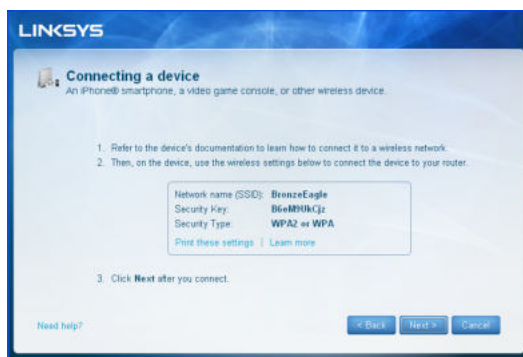 LINKSYS
Connecting a device
An iPhone® smartphone, a video game console, or other wireless device.
1. Refer to the device's documentation to learn how to connect it to a wireless network.
2. Then, on the device, use the wireless settings below to connect the device to your router.
Network name (SSID): BronzeEagle
Security Key: B6eM9UkCjz
Security Type: WPA2 or WPA
Print these settings | Learn more
3. Click Next after you connect.
Need help?
< Back Next > Cancel